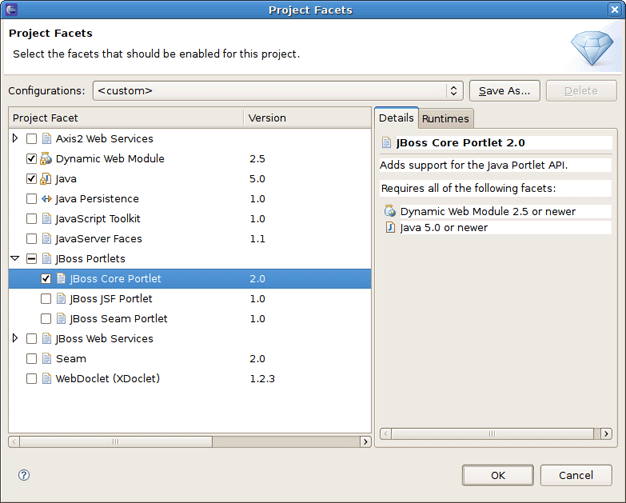 Project Facets
Project Facets
Select the facets that should be enabled for this project.
Configurations: <custom> Save As... Delete
Project Facet Version
Axis2 Web Services
Dynamic Web Module 2.5
Java 5.0
Java Persistence 1.0
JavaScript Toolkit 1.0
JavaServer Faces 1.1
JBoss Portlets
JBoss Core Portlet 2.0
JBoss JSF Portlet 1.0
JBoss Seam Portlet 1.0
JBoss Web Services
Seam 2.0
WebDoclet (XDoclet) 1.2.3
Details Runtimes
JBoss Core Portlet 2.0
Adds support for the Java Portlet API.
Requires all of the following facets:
Dynamic Web Module 2.5 or newer
Java 5.0 or newer
? OK Cancel